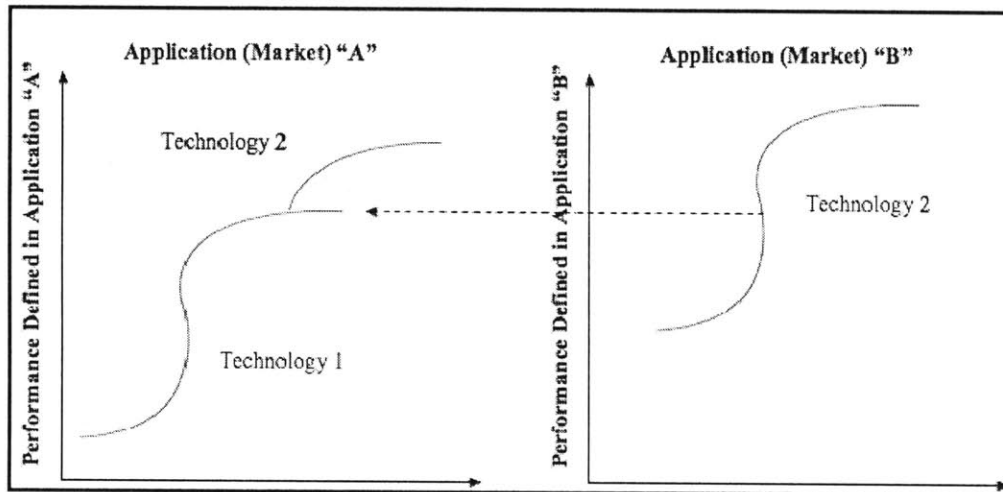 Application (Market) “A”
Performance Defined in Application “A”
Technology 2
Technology 1
Application (Market) “B”
Performance Defined in Application “B”
Technology 2